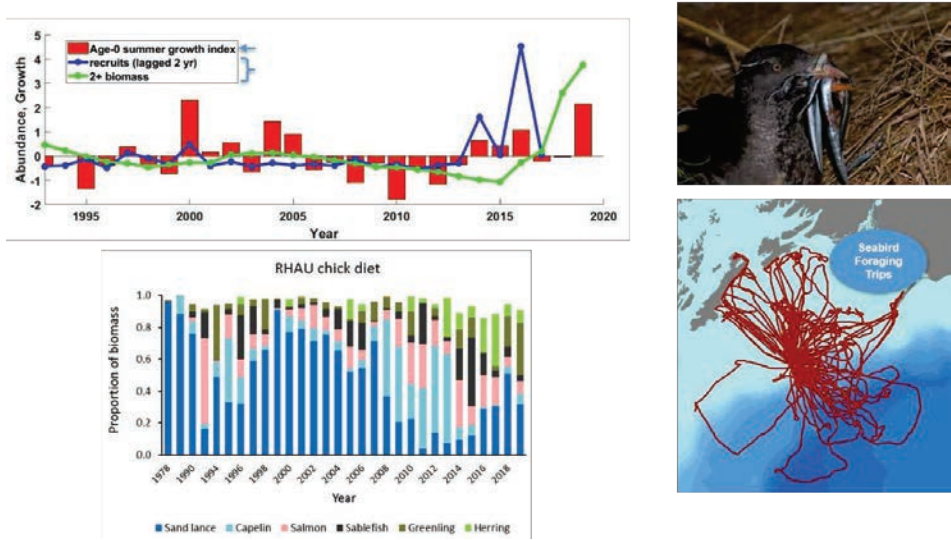 Age-0 summer growth index
recruits (lagged 2 yr)
2+ biomass
Abundance, Growth
5
4
3
2
1
0
-1
-2
1995
2000
2005
2010
2015
2020
Year
RHAU chick diet
Proportion of biomass
1.0
0.8
0.6
0.4
0.2
0.0
1978
1990
1992
1994
1996
1998
2000
2002
2004
2006
2008
2010
2012
2014
2016
2018
Year
Sand lance
Capelin
Salmon
Sablefish
Greenling
Herring
Seabird
Foraging
Trips